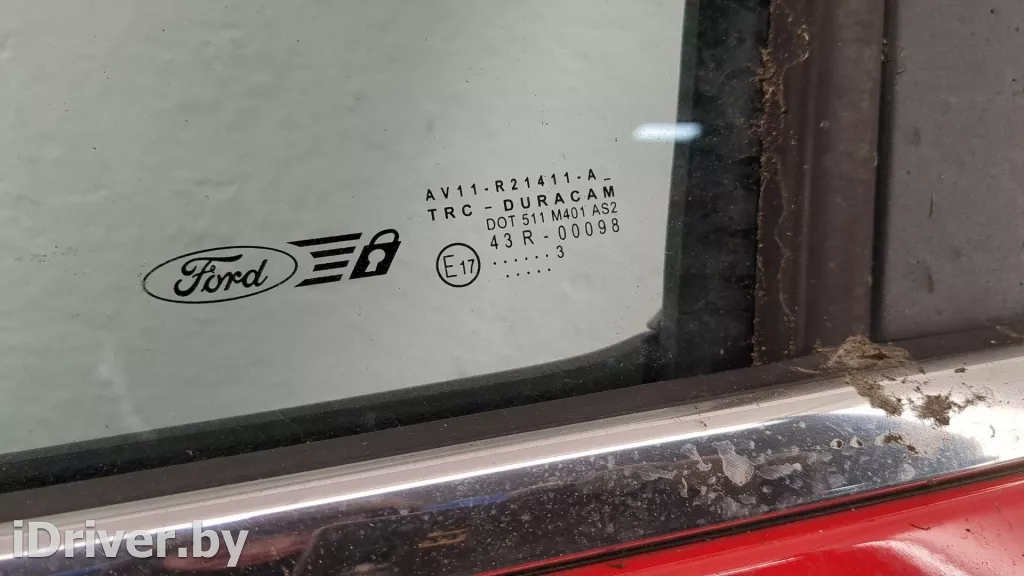 AV11-R21411-A_
TRC - DURACAM
DOT 511 M401 AS2
43 R - 00098
E17
...... 3
.....
Ford
iDriver.by